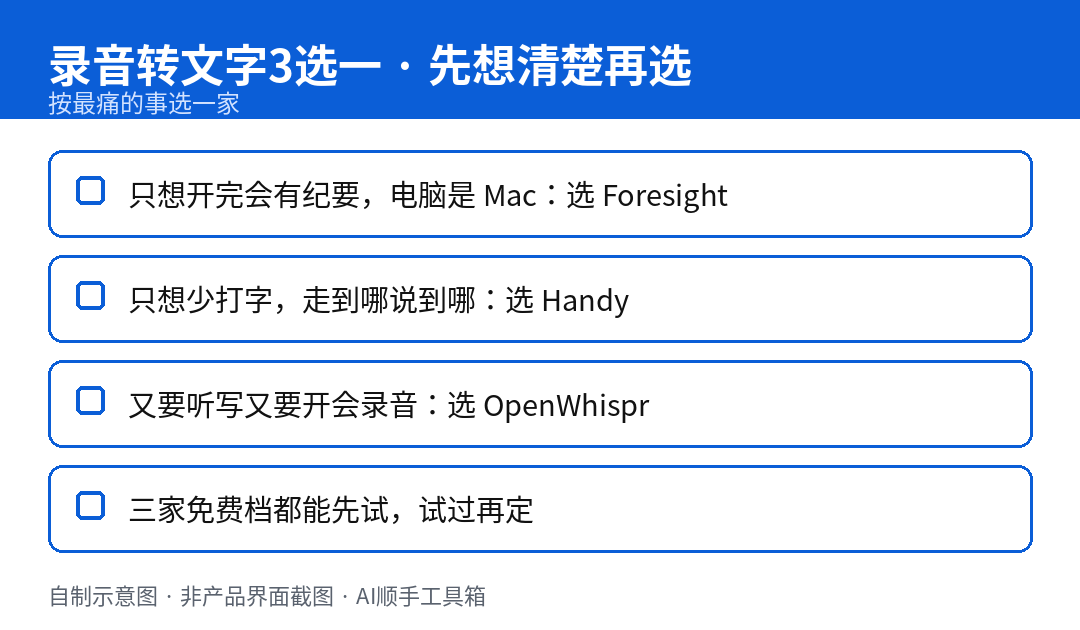 录音转文字3选一 · 先想清楚再选
按最痛的事选一家
只想开完会有纪要，电脑是 Mac：选 Foresight
只想少打字，走到哪说到哪：选 Handy
又要听写又要开会录音：选 OpenWhispr
三家免费档都能先试，试过再定
自制示意图 · 非产品界面截图 · AI顺手工具箱